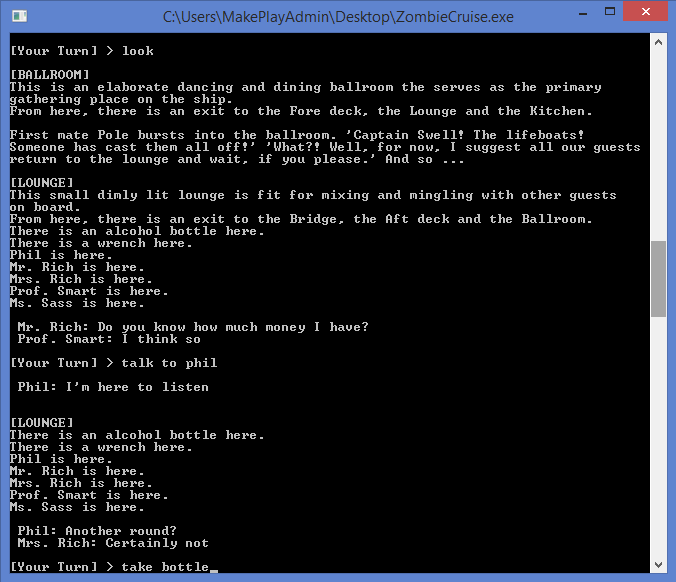 C:\Users\MakePlayAdmin\Desktop\ZombieCruise.exe
[Your Turn] > look
[BALLROOM]
This is an elaborate dancing and dining ballroom the serves as the primary
gathering place on the ship.
From here, there is an exit to the Fore deck, the Lounge and the Kitchen.
First mate Pole bursts into the ballroom. 'Captain Swell! The lifeboats!
Someone has cast them all off!' 'What?! Well, for now, I suggest all our guests
return to the lounge and wait, if you please.' And so ...
[LOUNGE]
This small dimly lit lounge is fit for mixing and mingling with other guests
on board.
From here, there is an exit to the Bridge, the Aft deck and the Ballroom.
There is an alcohol bottle here.
There is a wrench here.
Phil is here.
Mr. Rich is here.
Mrs. Rich is here.
Prof. Smart is here.
Ms. Sass is here.
Mr. Rich: Do you know how much money I have?
Prof. Smart: I think so
[Your Turn] > talk to phil
Phil: I'm here to listen
[LOUNGE]
There is an alcohol bottle here.
There is a wrench here.
Phil is here.
Mr. Rich is here.
Mrs. Rich is here.
Prof. Smart is here.
Ms. Sass is here.
Phil: Another round?
Mrs. Rich: Certainly not
[Your Turn] > take bottle_